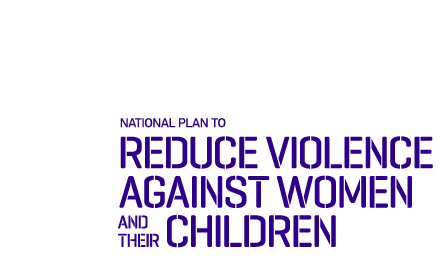 NATIONAL PLAN TO
REDUCE VIOLENCE
AGAINST WOMEN
AND
THEIR CHILDREN